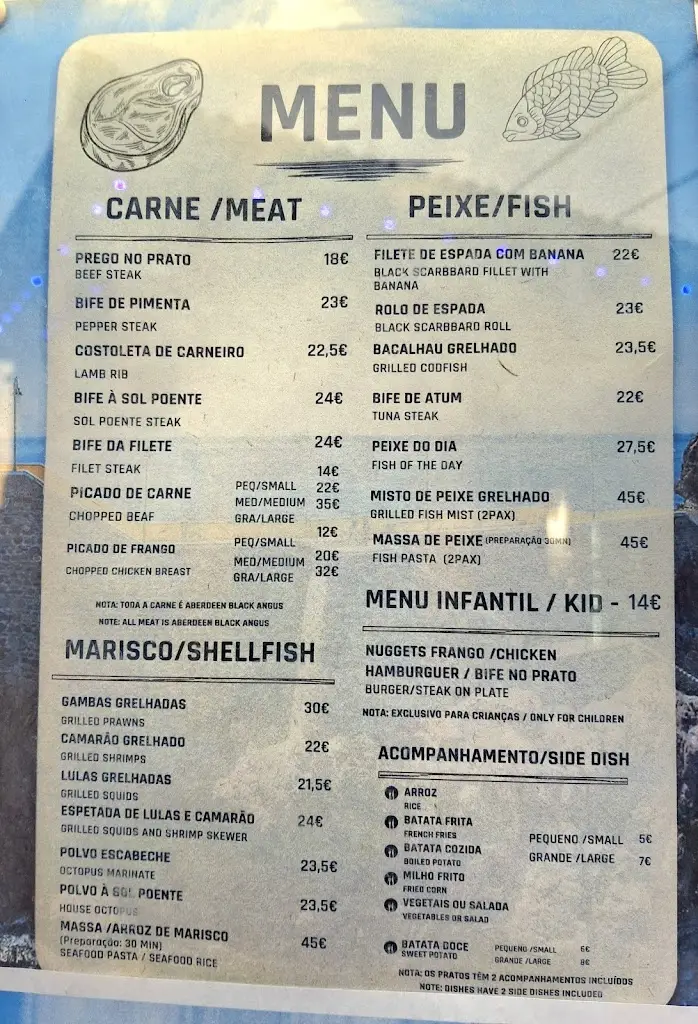 MENU
CARNE /MEAT
PREGO NO PRATO 18€
BEEF STEAK
BIFE DE PIMENTA 23€
PEPPER STEAK
COSTOLETA DE CARNEIRO 22,5€
LAMB RIB
BIFE À SOL POENTE 24€
SOL POENTE STEAK
BIFE DA FILETE 24€
FILET STEAK
PICADO DE CARNE
CHOPPED BEAF
PEQ/SMALL 14€
MED/MEDIUM 22€
GRA/LARGE 35€
PICADO DE FRANGO
CHOPPED CHICKEN BREAST
PEQ/SMALL 12€
MED/MEDIUM 20€
GRA/LARGE 32€
NOTA: TODA A CARNE É ABERDEEN BLACK ANGUS
NOTE: ALL MEAT IS ABERDEEN BLACK ANGUS
MARISCO/SHELLFISH
GAMBAS GRELHADAS 30€
GRILLED PRAWNS
CAMARÃO GRELHADO 22€
GRILLED SHRIMPS
LULAS GRELHADAS 21,5€
GRILLED SQUIDS
ESPETADA DE LULAS E CAMARÃO 24€
GRILLED SQUIDS AND SHRIMP SKEWER
POLVO ESCABECHE 23,5€
OCTOPUS MARINATE
POLVO À SOL POENTE 23,5€
HOUSE OCTOPUS
MASSA /ARROZ DE MARISCO 45€
(Preparação: 30 MIN)
SEAFOOD PASTA / SEAFOOD RICE
PEIXE/FISH
FILETE DE ESPADA COM BANANA 22€
BLACK SCARBBARD FILLET WITH
BANANA
ROLO DE ESPADA 23€
BLACK SCARBBARD ROLL
BACALHAU GRELHADO 23,5€
GRILLED CODFISH
BIFE DE ATUM 22€
TUNA STEAK
PEIXE DO DIA 27,5€
FISH OF THE DAY
MISTO DE PEIXE GRELHADO 45€
GRILLED FISH MIST (2PAX)
MASSA DE PEIXE (PREPARAÇÃO 30MN) 45€
FISH PASTA (2PAX)
MENU INFANTIL / KID - 14€
NUGGETS FRANGO /CHICKEN
HAMBURGUER / BIFE NO PRATO
BURGER/STEAK ON PLATE
NOTA: EXCLUSIVO PARA CRIANÇAS / ONLY FOR CHILDREN
ACOMPANHAMENTO/SIDE DISH
ARROZ
RICE
BATATA FRITA
FRENCH FRIES
BATATA COZIDA
BOILED POTATO
MILHO FRITO
FRIED CORN
VEGETAIS OU SALADA
VEGETABLES OR SALAD
PEQUENO /SMALL 5€
GRANDE /LARGE 7€
BATATA DOCE
SWEET POTATO
PEQUENO /SMALL 6€
GRANDE /LARGE 8€
NOTA: OS PRATOS TÊM 2 ACOMPANHAMENTOS INCLUÍDOS
NOTE: DISHES HAVE 2 SIDE DISHES INCLUDED